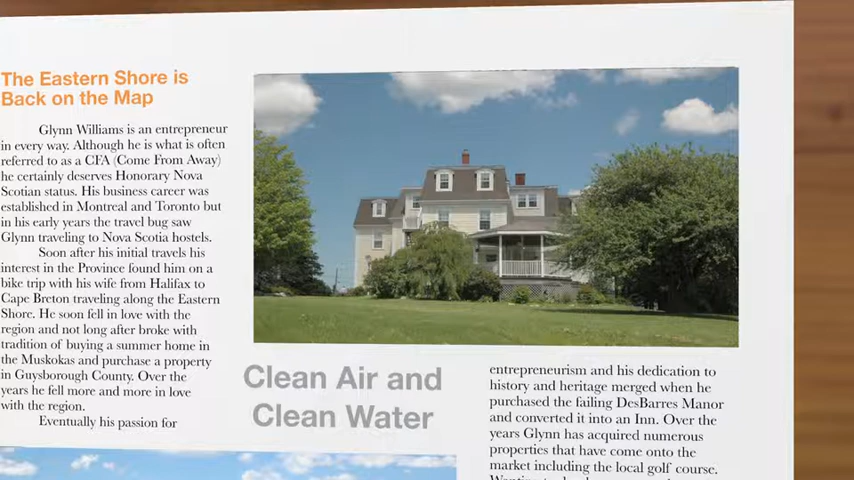 The Eastern Shore is
Back on the Map
Glynn Williams is an entrepreneur
in every way. Although he is what is often
referred to as a CFA (Come From Away)
he certainly deserves Honorary Nova
Scotian status. His business career was
established in Montreal and Toronto but
in his early years the travel bug saw
Glynn traveling to Nova Scotia hostels.
Soon after his initial travels his
interest in the Province found him on a
bike trip with his wife from Halifax to
Cape Breton traveling along the Eastern
Shore. He soon fell in love with the
region and not long after broke with
tradition of buying a summer home in
the Muskokas and purchase a property
in Guysborough County. Over the
years he fell more and more in love
with the region.
Eventually his passion for
Clean Air and
Clean Water
entrepreneurism and his dedication to
history and heritage merged when he
purchased the failing DesBarres Manor
and converted it into an Inn. Over the
years Glynn has acquired numerous
properties that have come onto the
market including the local golf course.